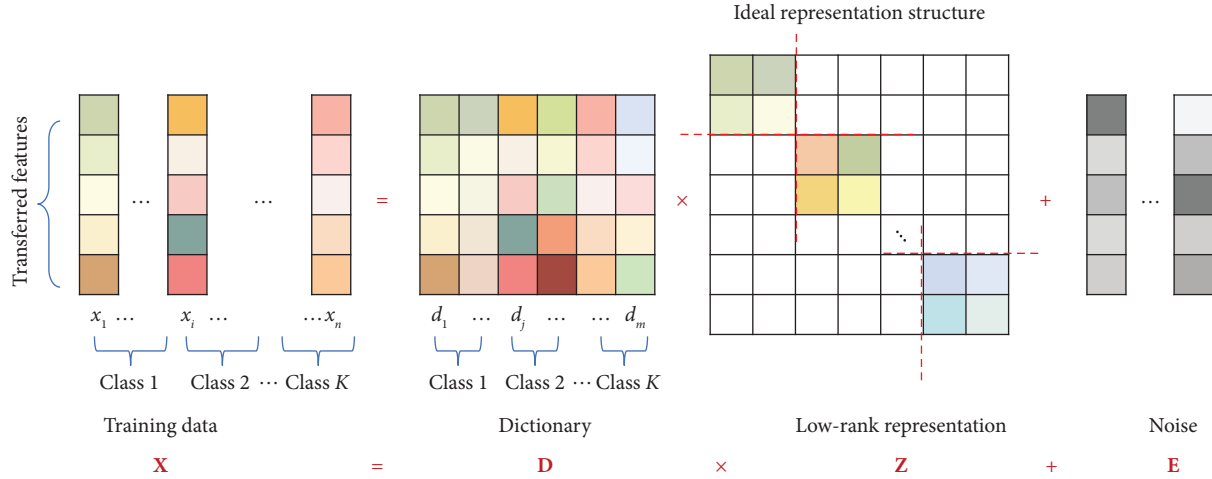 Ideal representation structure
Transferred features
... ... = × ⋱ + ...
x1 ... xi ... ...xn d1 ... dj ... ... dm
Class 1 Class 2 ... Class K Class 1 Class 2 ... Class K
Training data Dictionary Low-rank representation Noise
X = D × Z + E